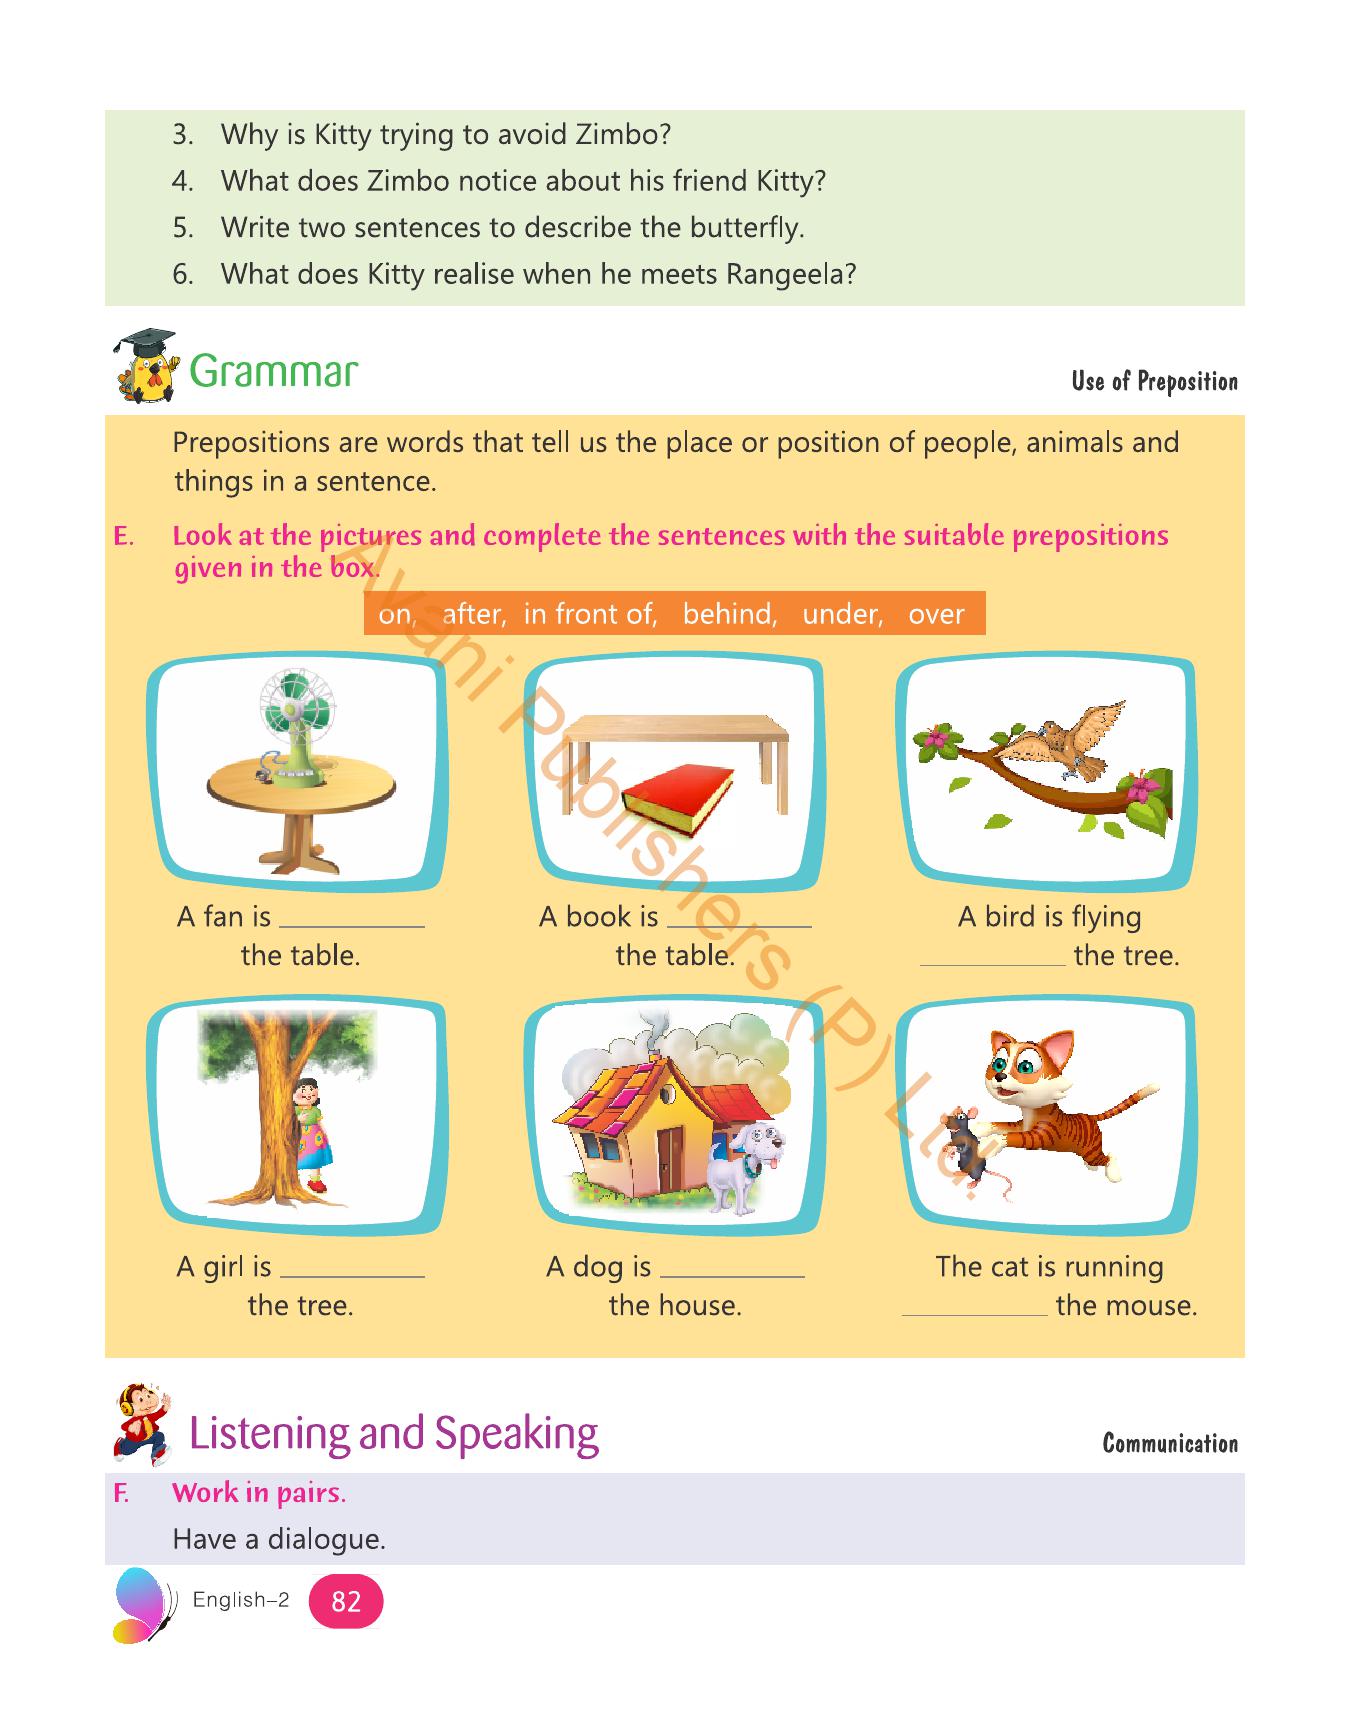 3. Why is Kitty trying to avoid Zimbo?
4. What does Zimbo notice about his friend Kitty?
5. Write two sentences to describe the butterfly.
6. What does Kitty realise when he meets Rangeela?
Grammar
Use of Preposition
Prepositions are words that tell us the place or position of people, animals and
things in a sentence.
E. Look at the pictures and complete the sentences with the suitable prepositions
given in the box.
on, after, in front of, behind, under, over
A fan is __________
the table.
A book is __________
the table.
A bird is flying
__________ the tree.
A girl is __________
the tree.
A dog is __________
the house.
The cat is running
__________ the mouse.
Avani Publishers (P) Ltd.
Listening and Speaking
Communication
F. Work in pairs.
Have a dialogue.
English–2 82